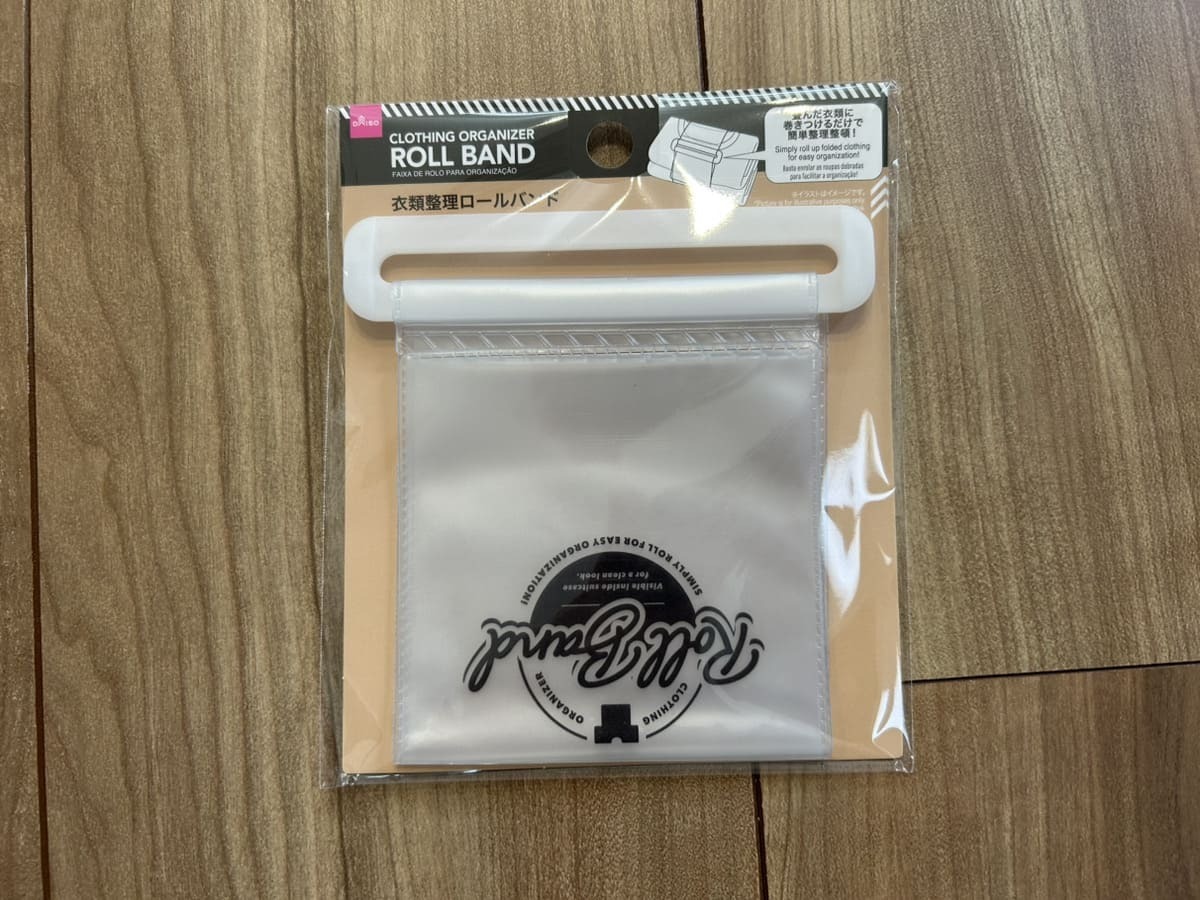 DAISO
CLOTHING ORGANIZER
ROLL BAND
FAIXA DE ROLO PARA ORGANIZAÇÃO
衣類整理ロールバンド
畳んだ衣類に
巻きつけるだけで
簡単整理整頓！
Simply roll up folded clothing
for easy organization!
Basta enrolar as roupas dobradas
para facilitar a organização!
※イラストはイメージです。
*Picture is for illustrative purposes only.
CLOTHING ORGANIZER
Roll Band
Visible inside suitcase
for a clean look.
SIMPLY ROLL FOR EASY ORGANIZATION!